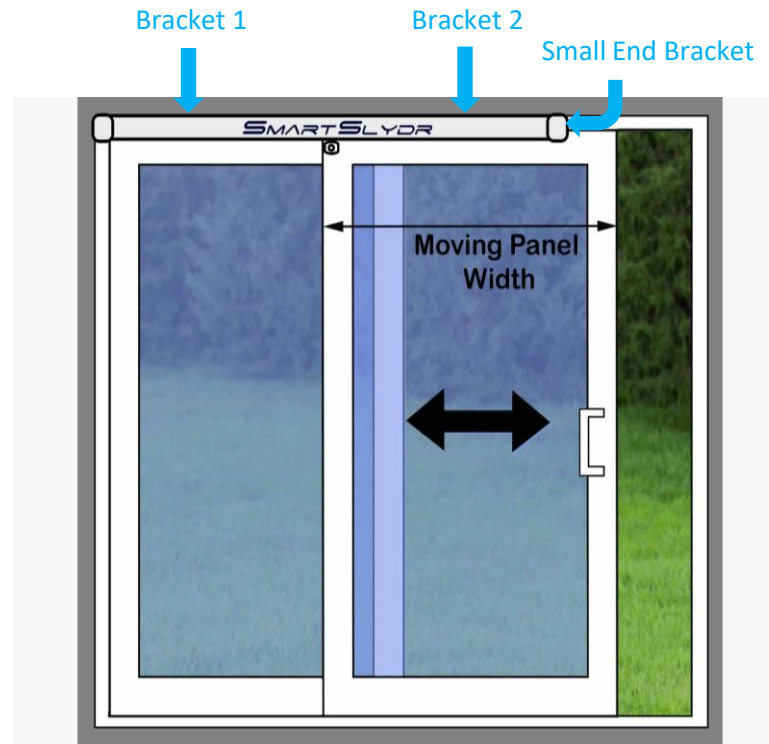 Bracket 1
Bracket 2
Small End Bracket
SMARTSLYDR
Moving Panel
Width